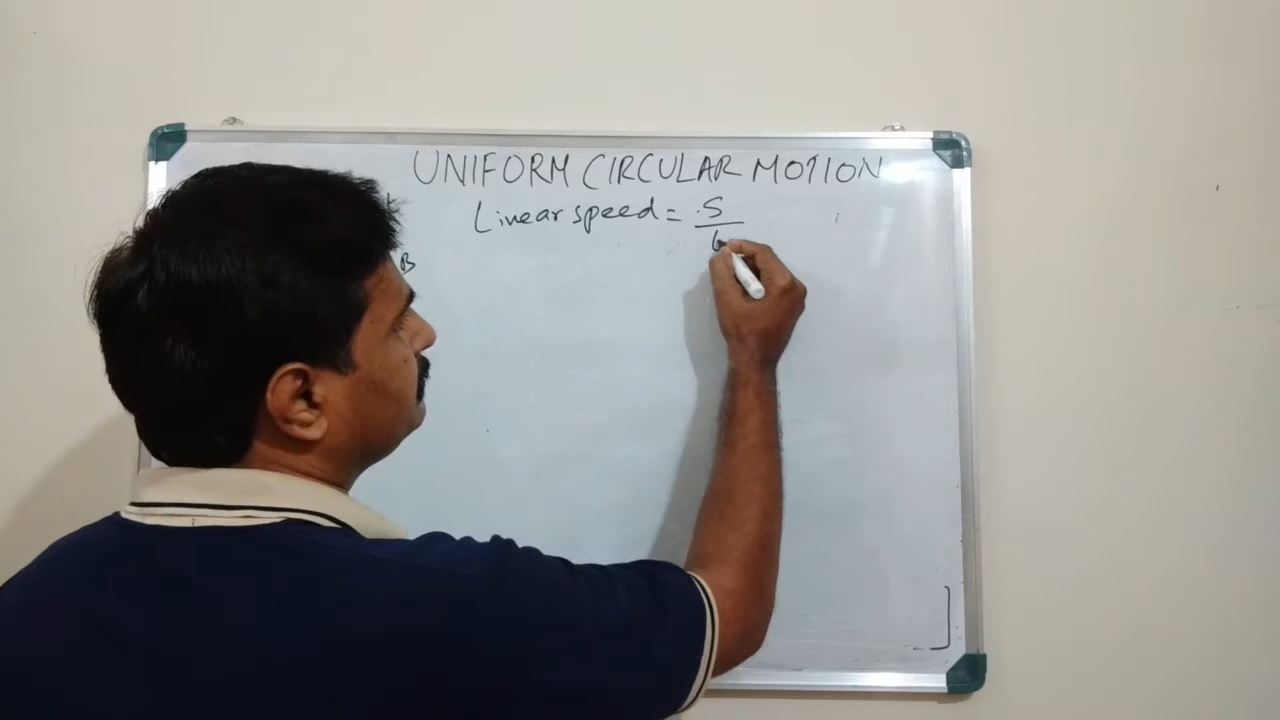 UNIFORM CIRCULAR MOTION
Linear speed = S
B